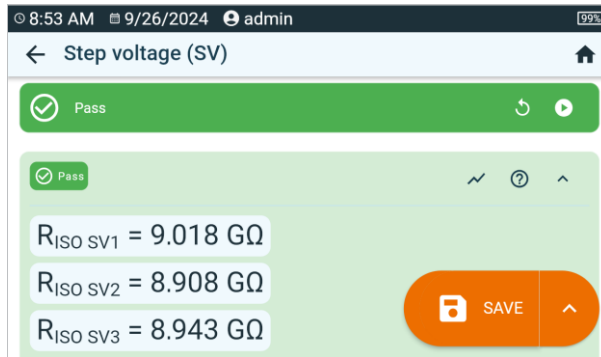 8:53 AM 9/26/2024 admin 99%
Step voltage (SV)
Pass
Pass
RISO SV1 = 9.018 GΩ
RISO SV2 = 8.908 GΩ
RISO SV3 = 8.943 GΩ
SAVE